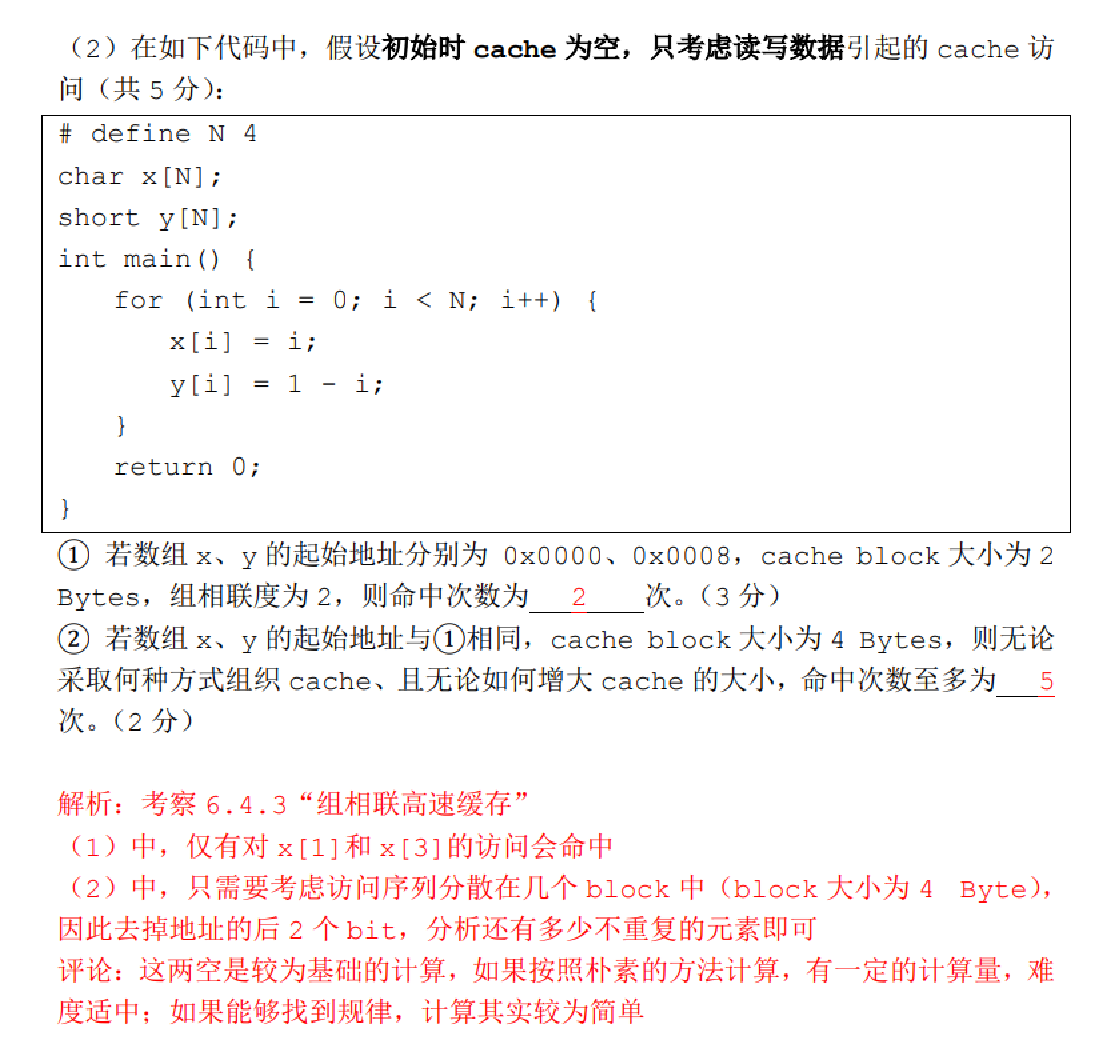 （2）在如下代码中，假设初始时 cache 为空，只考虑读写数据引起的 cache 访
问（共 5 分）：
# define N 4
char x[N];
short y[N];
int main() {
for (int i = 0; i < N; i++) {
x[i] = i;
y[i] = 1 - i;
}
return 0;
}
① 若数组 x、y 的起始地址分别为 0x0000、0x0008，cache block 大小为 2
Bytes，组相联度为 2，则命中次数为 2 次。（3 分）
② 若数组 x、y 的起始地址与①相同，cache block 大小为 4 Bytes，则无论
采取何种方式组织 cache、且无论如何增大 cache 的大小，命中次数至多为 5
次。（2 分）
解析：考察 6.4.3“组相联高速缓存”
（1）中，仅有对 x[1]和 x[3]的访问会命中
（2）中，只需要考虑访问序列分散在几个 block 中（block 大小为 4 Byte），
因此去掉地址的后 2 个 bit，分析还有多少不重复的元素即可
评论：这两空是较为基础的计算，如果按照朴素的方法计算，有一定的计算量，难
度适中；如果能够找到规律，计算其实较为简单